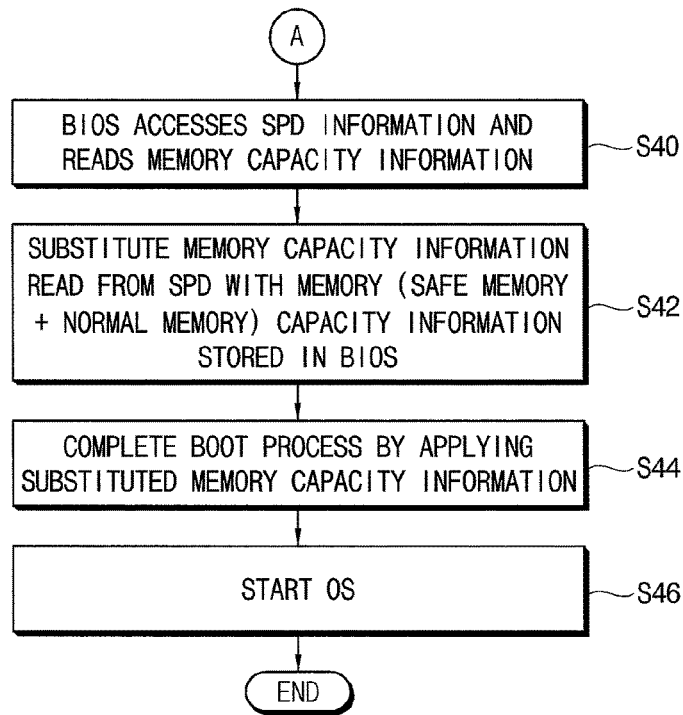 A
BIOS ACCESSES SPD INFORMATION AND
READS MEMORY CAPACITY INFORMATION
S40
SUBSTITUTE MEMORY CAPACITY INFORMATION
READ FROM SPD WITH MEMORY (SAFE MEMORY
+ NORMAL MEMORY) CAPACITY INFORMATION
STORED IN BIOS
S42
COMPLETE BOOT PROCESS BY APPLYING
SUBSTITUTED MEMORY CAPACITY INFORMATION
S44
START OS
S46
END